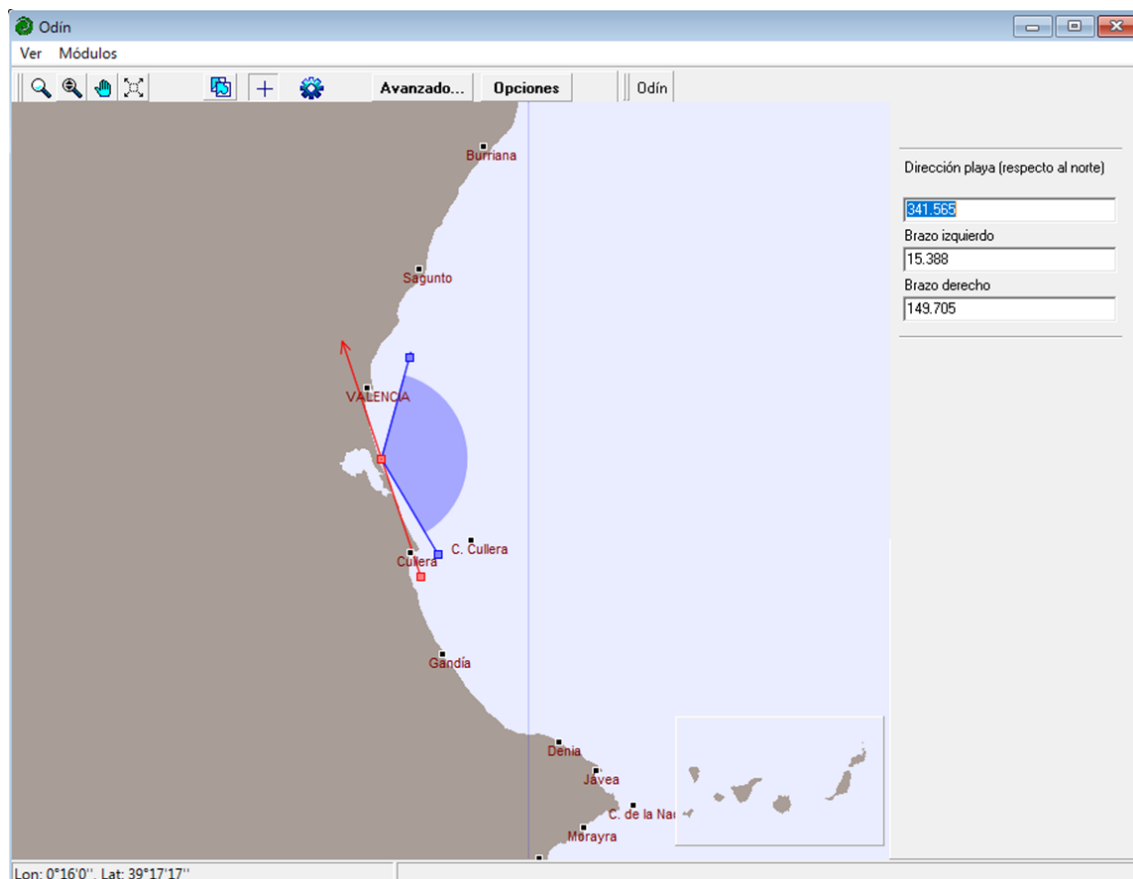 Odín
Ver Módulos
Avanzado... Opciones Odín
Burriana
Dirección playa (respecto al norte)
341.565
Brazo izquierdo
15.388
Sagunto
Brazo derecho
149.705
VALENCIA
C. Cullera
Cullera
Gandía
Denia
Jávea
C. de la Na
Morayra
Lon: 0°16'0'', Lat: 39°17'17''